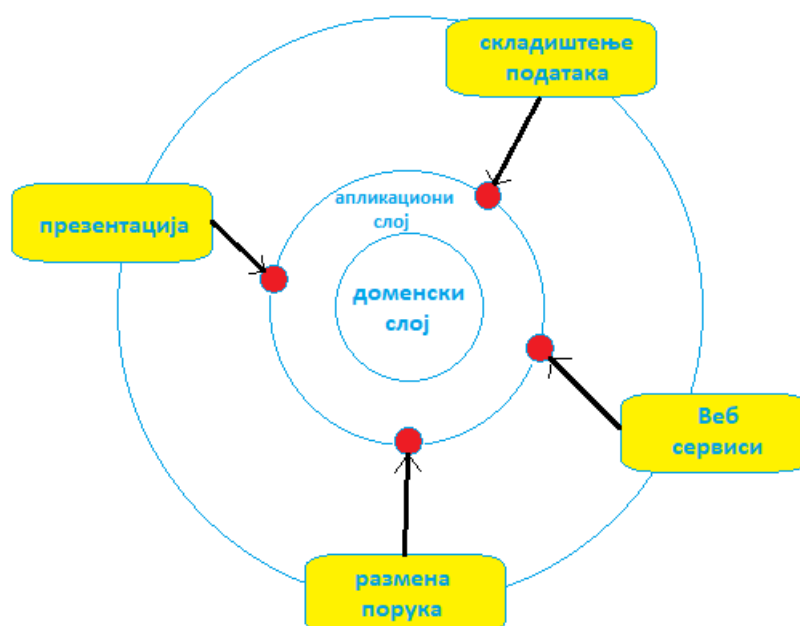 складиштење
података
презентација
апликациони
слој
доменски
слој
Веб
сервиси
размена
порука